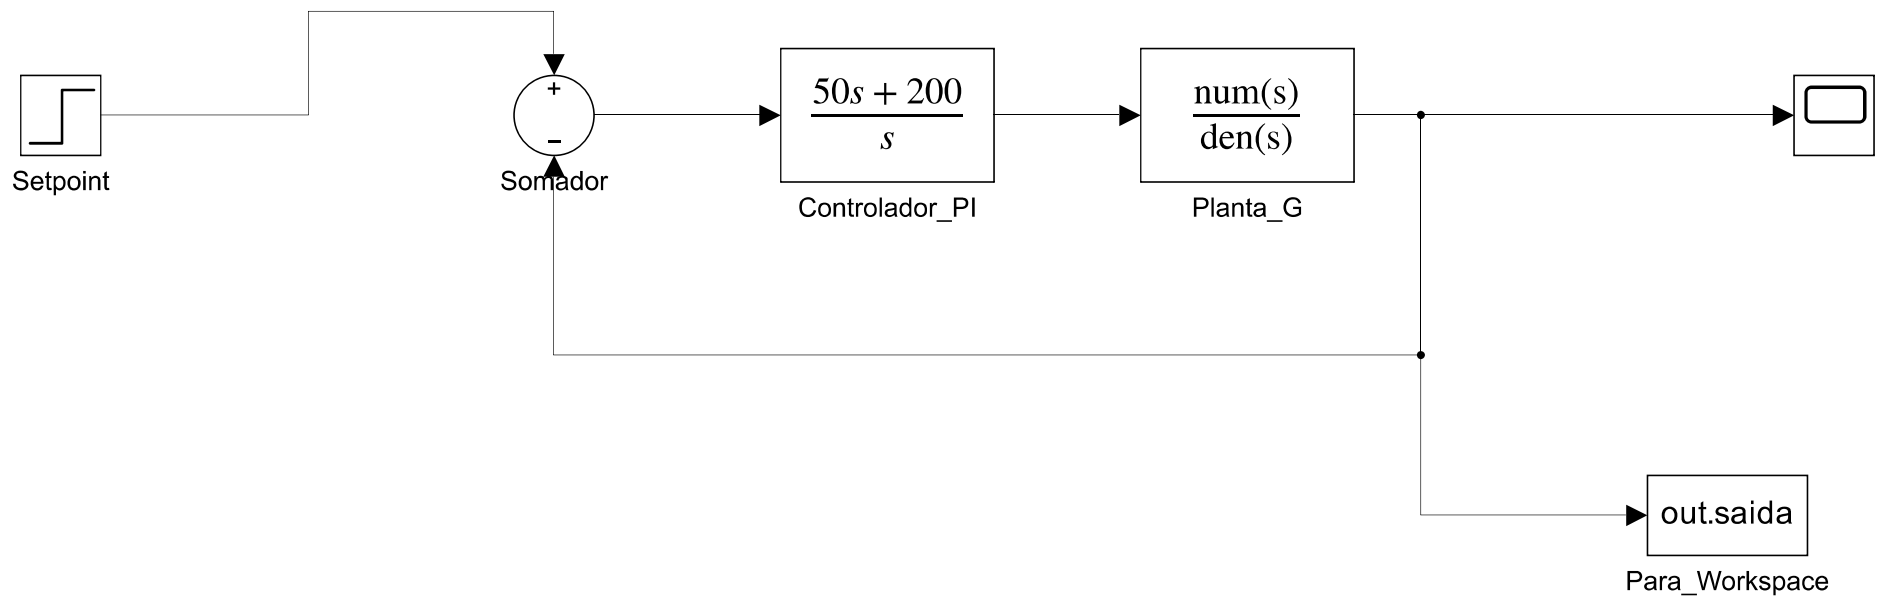 Setpoint
+
−
Somador
50s + 200
s
Controlador_PI
num(s)
den(s)
Planta_G
out.saida
Para_Workspace